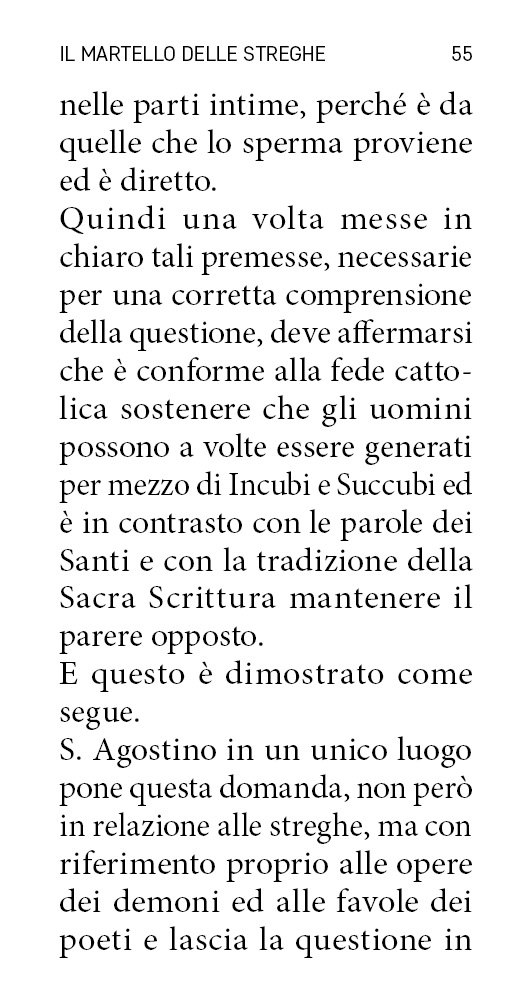 IL MARTELLO DELLE STREGHE 55
nelle parti intime, perché è da
quelle che lo sperma proviene
ed è diretto.
Quindi una volta messe in
chiaro tali premesse, necessarie
per una corretta comprensione
della questione, deve affermarsi
che è conforme alla fede catto-
lica sostenere che gli uomini
possono a volte essere generati
per mezzo di Incubi e Succubi ed
è in contrasto con le parole dei
Santi e con la tradizione della
Sacra Scrittura mantenere il
parere opposto.
E questo è dimostrato come
segue.
S. Agostino in un unico luogo
pone questa domanda, non però
in relazione alle streghe, ma con
riferimento proprio alle opere
dei demoni ed alle favole dei
poeti e lascia la questione in